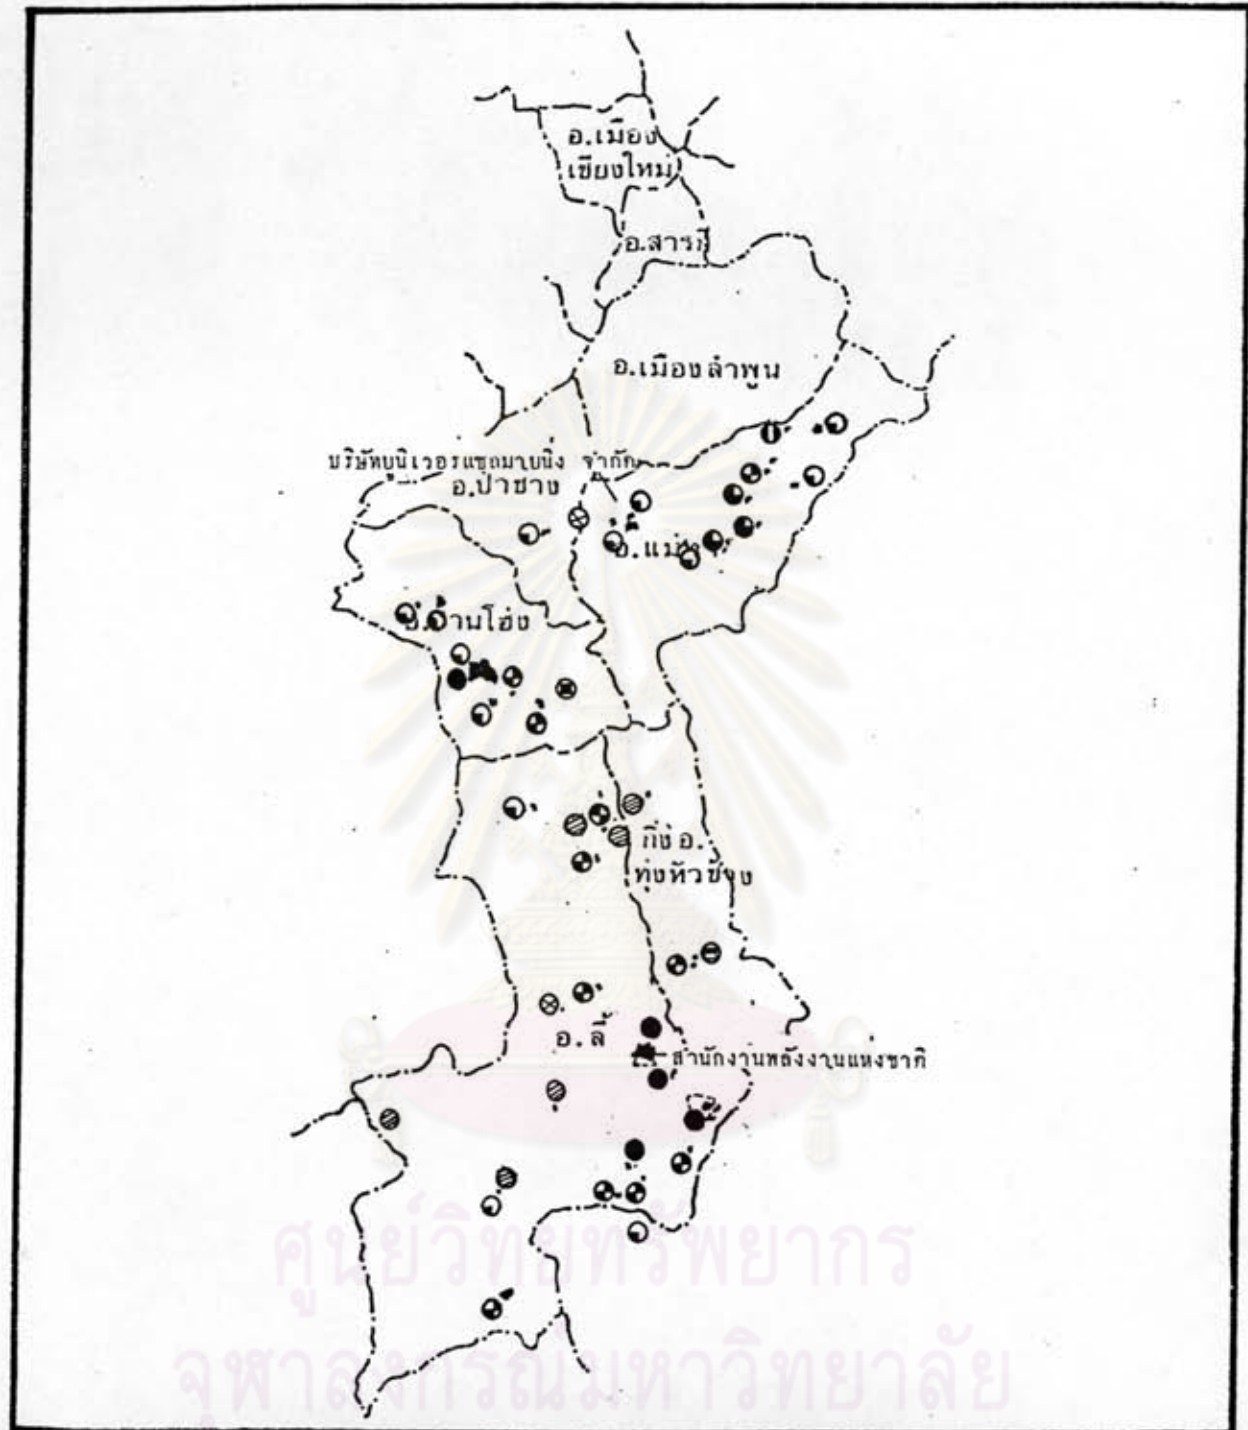 อ.เมือง
เชียงใหม่
อ.สารภี
อ.เมืองลำพูน
บริษัทยูนิเวอร์แซลมายนิ่ง จำกัด
อ.ป่าซาง
อ.แม่ทา
อ.บ้านโฮ่ง
กิ่ง อ.
ทุ่งหัวช้าง
อ.ลี้
สำนักงานพลังงานแห่งชาติ
ศูนย์วิทยทรัพยากร
จุฬาลงกรณ์มหาวิทยาลัย